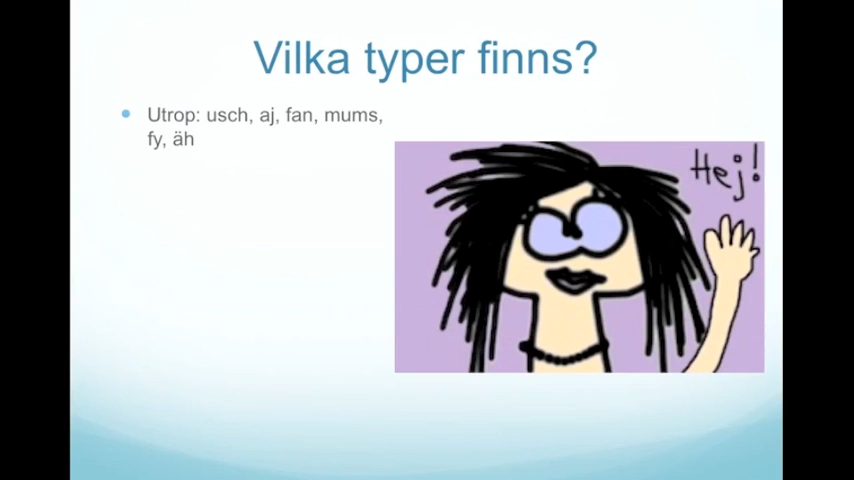 Vilka typer finns?
Utrop: usch, aj, fan, mums,
fy, äh
Hej!